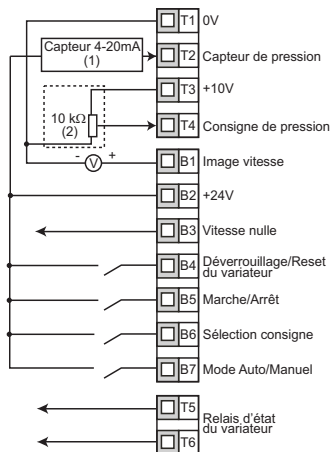 T1 0V
Capteur 4-20mA
(1)
T2 Capteur de pression
T3 +10V
10 kΩ
(2)
T4 Consigne de pression
- V +
B1 Image vitesse
B2 +24V
B3 Vitesse nulle
B4 Déverrouillage/Reset
du variateur
B5 Marche/Arrêt
B6 Sélection consigne
B7 Mode Auto/Manuel
T5 Relais d'état
du variateur
T6